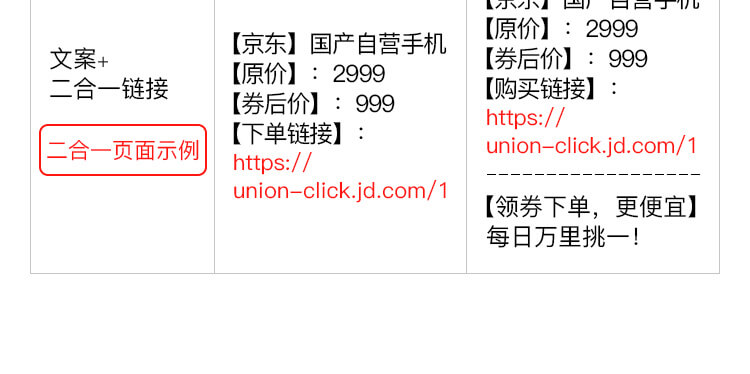 文案+
二合一链接
二合一页面示例
【京东】国产自营手机
【原价】：2999
【券后价】：999
【下单链接】：
https://
union-click.jd.com/1
【京东】国产自营手机
【原价】：2999
【券后价】：999
【购买链接】：
https://
union-click.jd.com/1
------------------
【领券下单，更便宜】
每日万里挑一！